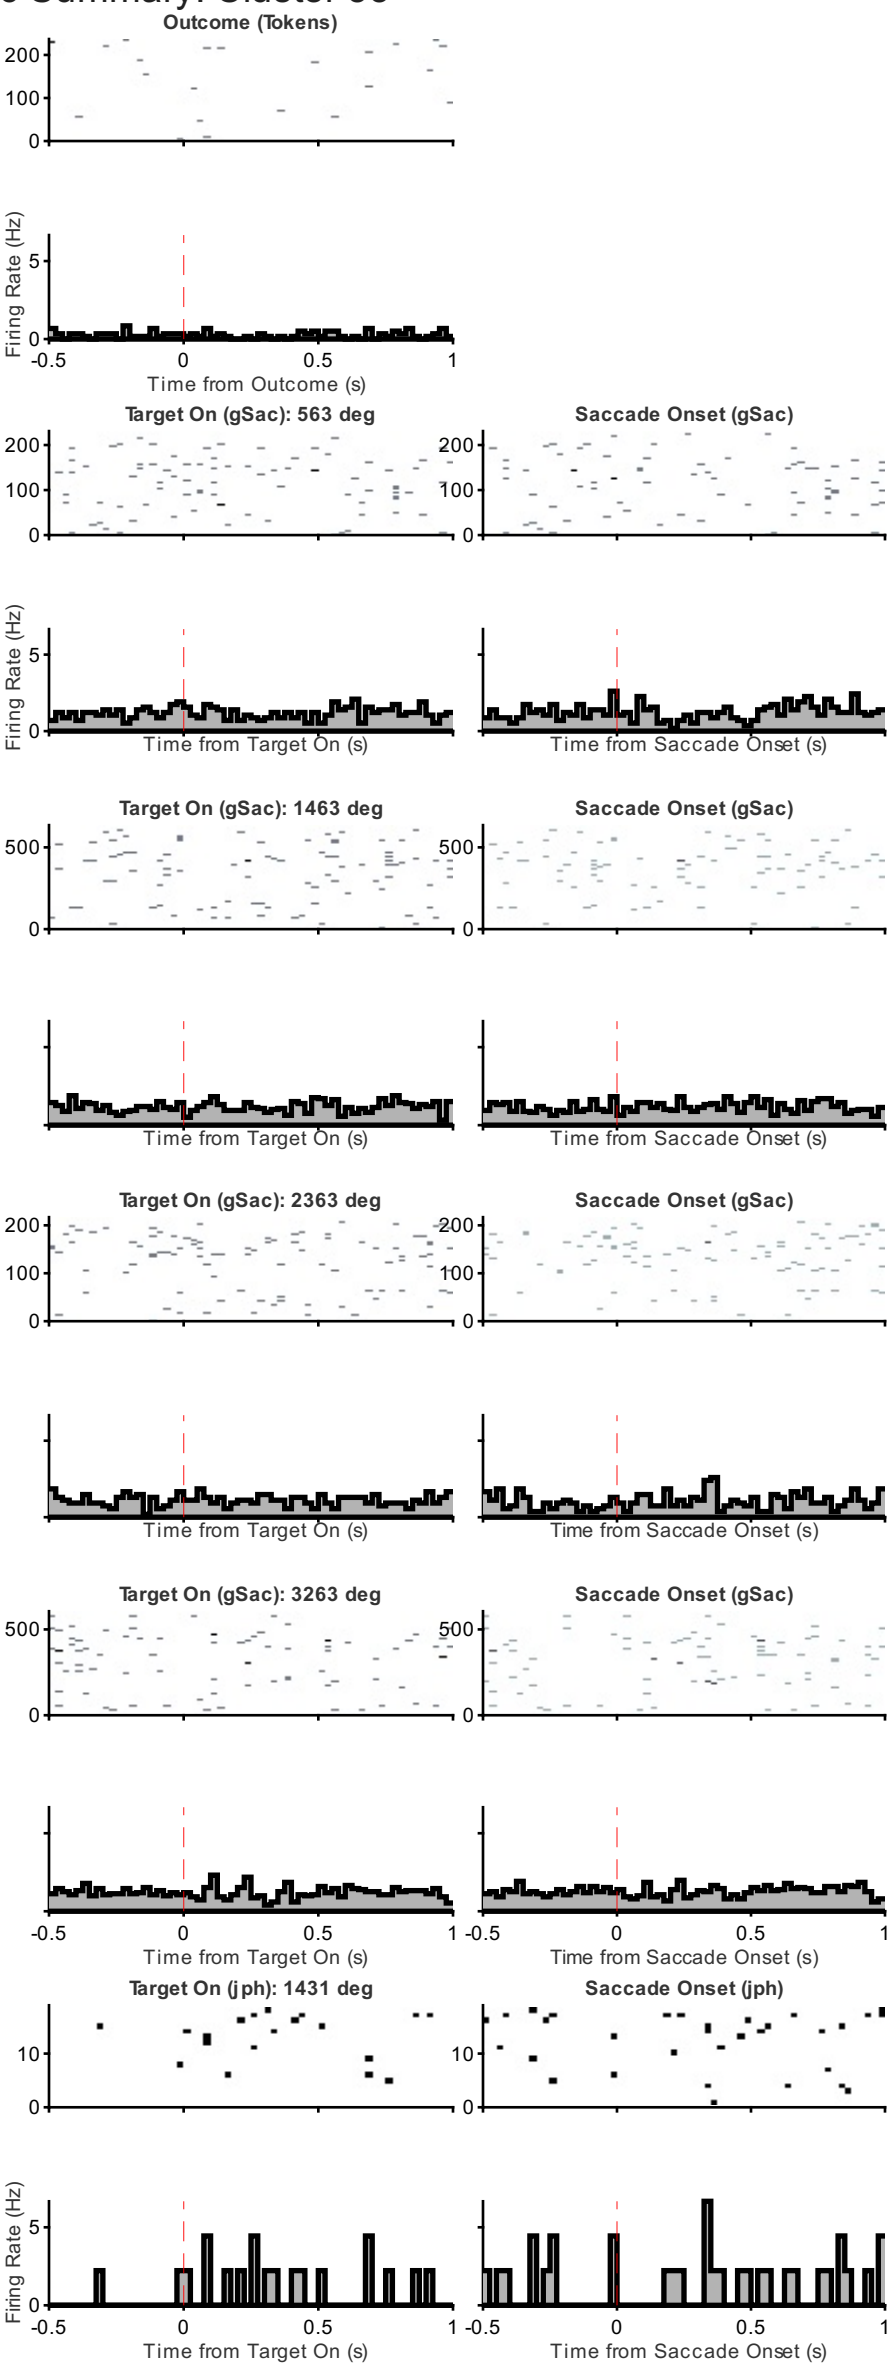 Summary: Cluster
Outcome (Tokens)
200
100
0
Firing Rate (Hz)
5
0
-0.5 0 0.5 1
Time from Outcome (s)
Target On (gSac): 563 deg Saccade Onset (gSac)
200 200
100 100
0 0
Firing Rate (Hz)
5
0
Time from Target On (s) Time from Saccade Onset (s)
Target On (gSac): 1463 deg Saccade Onset (gSac)
500 500
0 0
Time from Target On (s) Time from Saccade Onset (s)
Target On (gSac): 2363 deg Saccade Onset (gSac)
200 200
100 100
0 0
Time from Target On (s) Time from Saccade Onset (s)
Target On (gSac): 3263 deg Saccade Onset (gSac)
500 500
0 0
-0.5 0 0.5 1 -0.5 0 0.5 1
Time from Target On (s) Time from Saccade Onset (s)
Target On (jph): 1431 deg Saccade Onset (jph)
10 10
0 0
Firing Rate (Hz)
5
0
-0.5 0 0.5 1 -0.5 0 0.5 1
Time from Target On (s) Time from Saccade Onset (s)